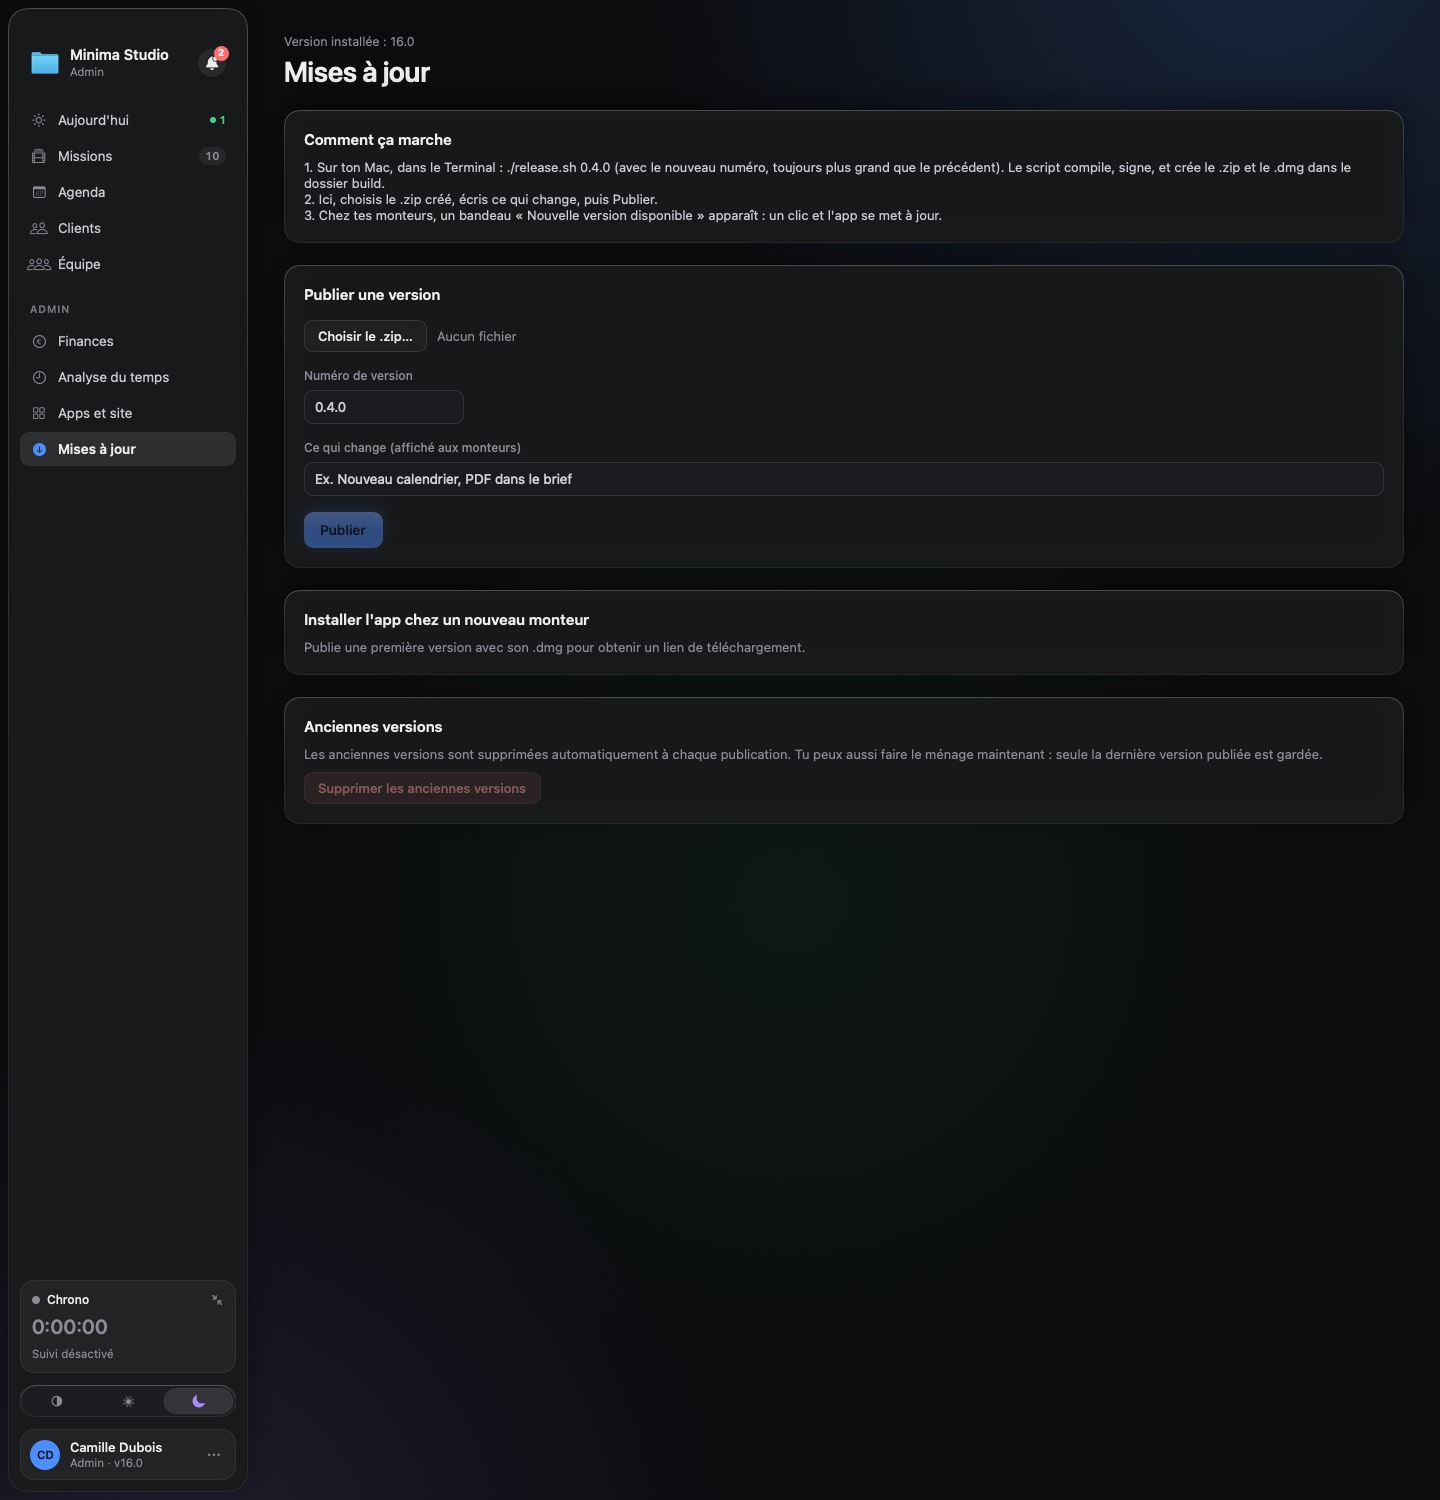 Minima Studio
Admin
2
Aujourd'hui
1
Missions
10
Agenda
Clients
Équipe
ADMIN
Finances
Analyse du temps
Apps et site
Mises à jour
Chrono
0:00:00
Suivi désactivé
CD
Camille Dubois
Admin · v16.0
Version installée : 16.0
Mises à jour
Comment ça marche
1. Sur ton Mac, dans le Terminal : ./release.sh 0.4.0 (avec le nouveau numéro, toujours plus grand que le précédent). Le script compile, signe, et crée le .zip et le .dmg dans le
dossier build.
2. Ici, choisis le .zip créé, écris ce qui change, puis Publier.
3. Chez tes monteurs, un bandeau « Nouvelle version disponible » apparaît : un clic et l'app se met à jour.
Publier une version
Choisir le .zip...
Aucun fichier
Numéro de version
0.4.0
Ce qui change (affiché aux monteurs)
Ex. Nouveau calendrier, PDF dans le brief
Publier
Installer l'app chez un nouveau monteur
Publie une première version avec son .dmg pour obtenir un lien de téléchargement.
Anciennes versions
Les anciennes versions sont supprimées automatiquement à chaque publication. Tu peux aussi faire le ménage maintenant : seule la dernière version publiée est gardée.
Supprimer les anciennes versions